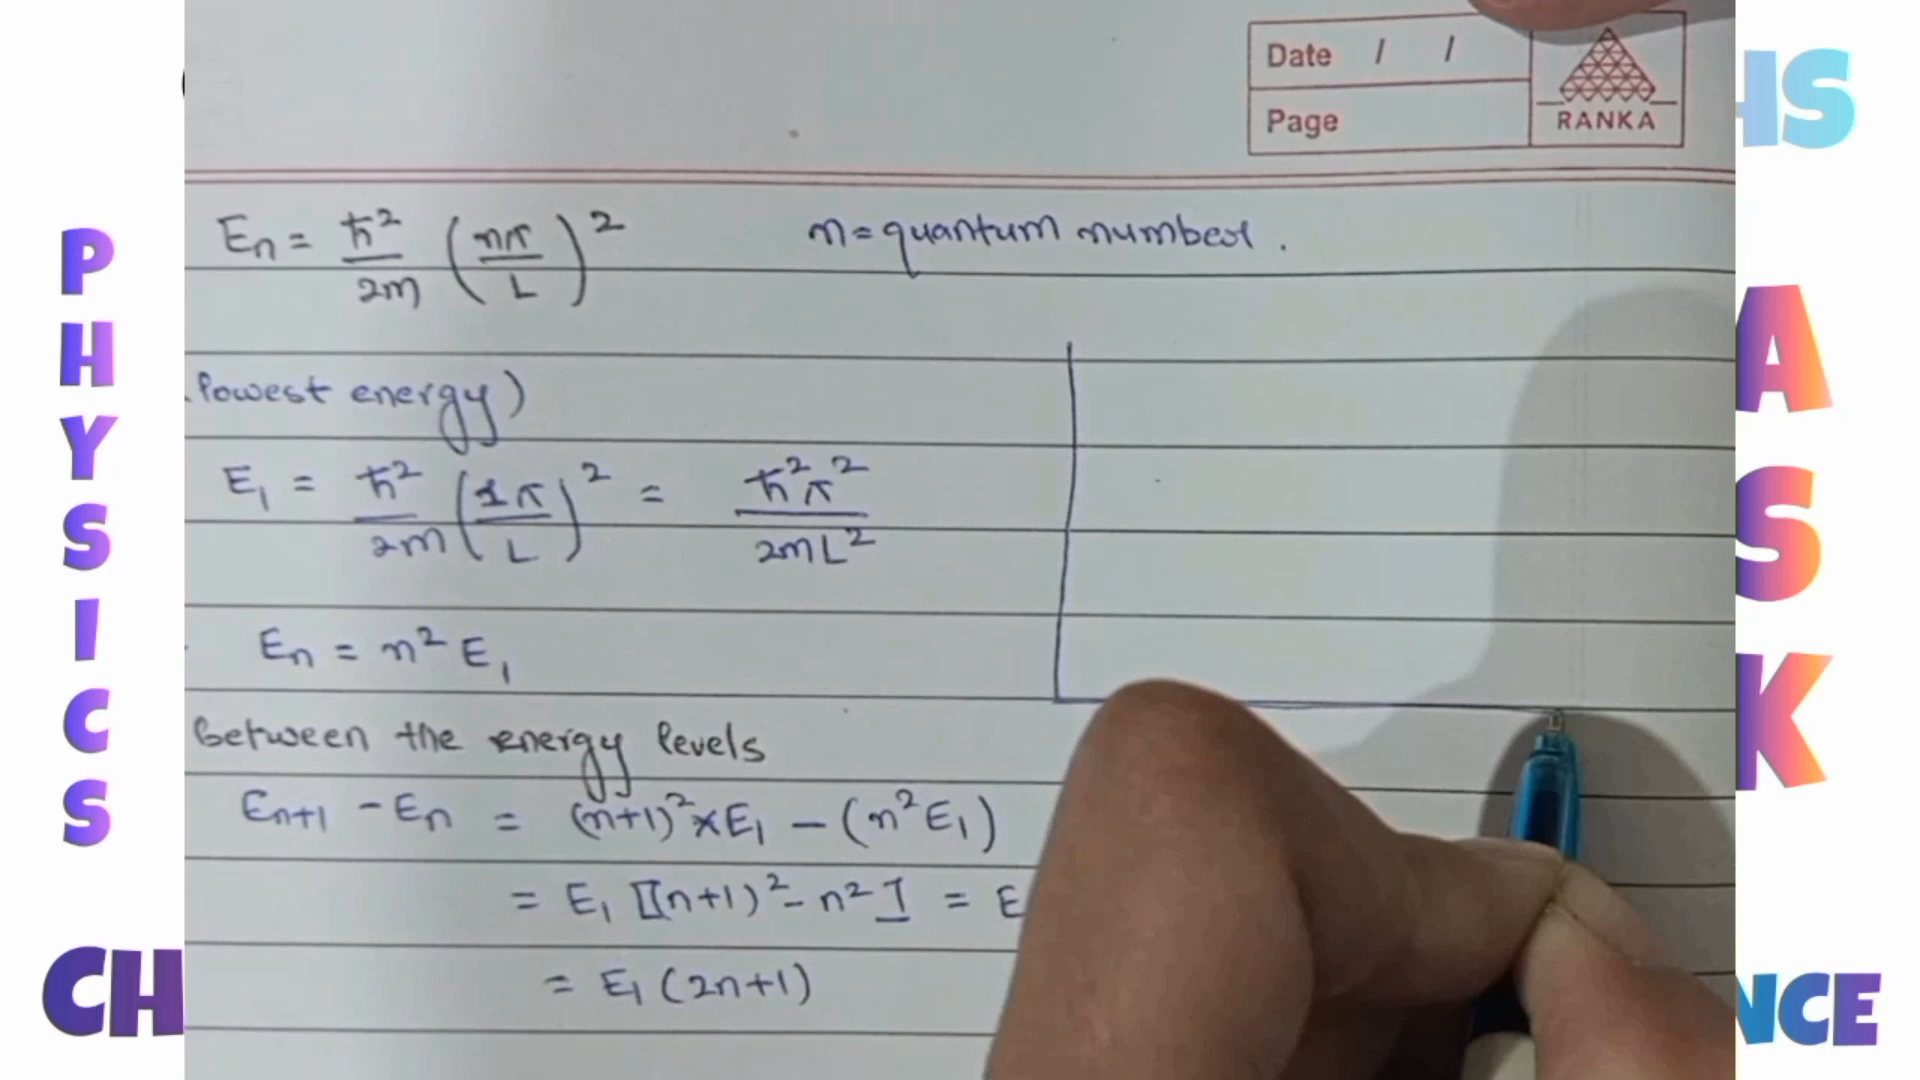 Date / /
Page
RANKA
Eₙ = ħ²/2m (nπ/L)² n = quantum number.
lowest energy)
E₁ = ħ²/2m (1π/L)² = ħ²π²/2mL²
Eₙ = n² E₁
Between the energy levels
Eₙ₊₁ - Eₙ = (n+1)² × E₁ - (n² E₁)
= E₁ [(n+1)² - n²] = E
= E₁ (2n+1)
PHYSICS
CH
HS
ASK
NCE